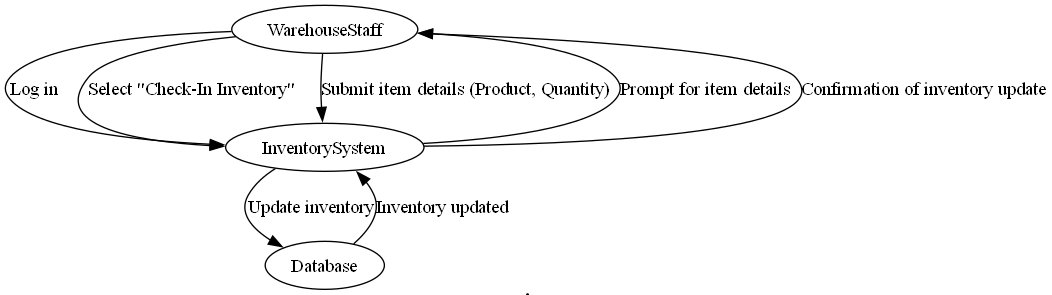 WarehouseStaff
Log in
Select "Check-In Inventory"
Submit item details (Product, Quantity)
Prompt for item details
Confirmation of inventory update
InventorySystem
Update inventory
Inventory updated
Database
.